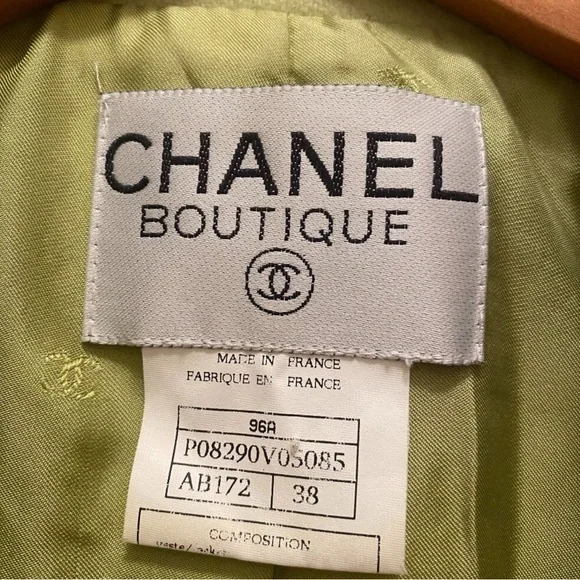 CHANEL
BOUTIQUE
MADE IN FRANCE
FABRIQUE EN FRANCE
96A
P08290V05085
AB172 38
COMPOSITION